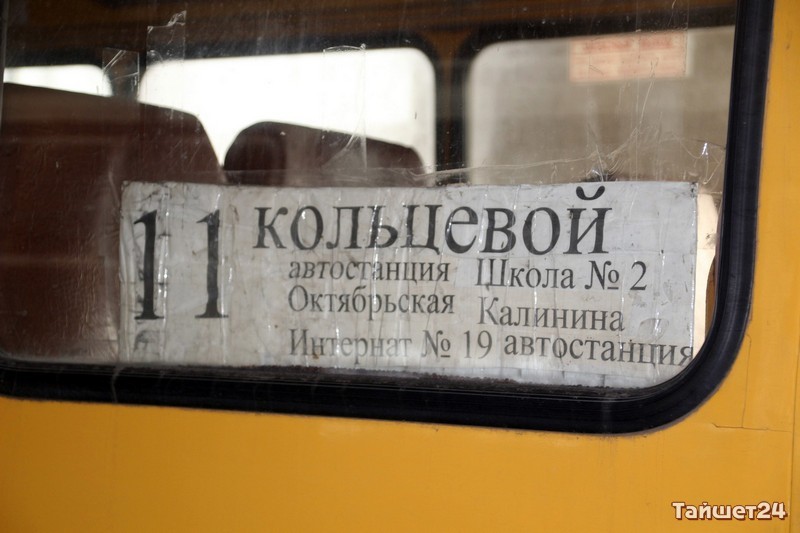 11 кольцевой
автостанция Школа № 2
Октябрьская Калинина
Интернат № 19 автостанция
Тайшет24